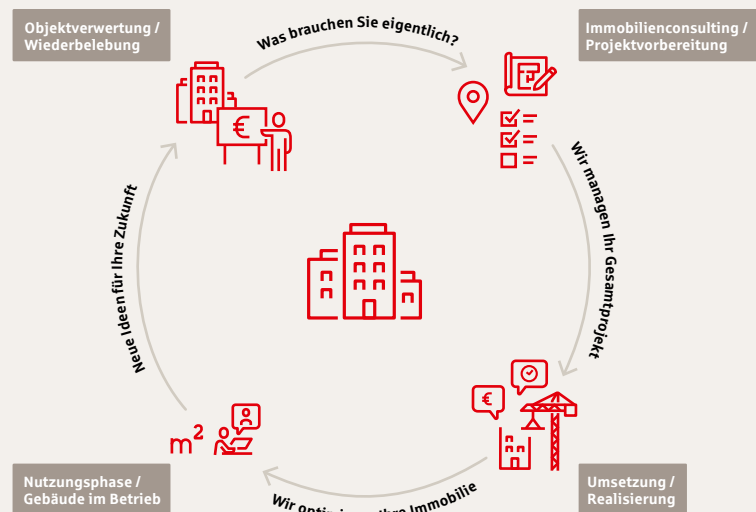 Objektverwertung /
Wiederbelebung
Was brauchen Sie eigentlich?
Immobilienconsulting /
Projektvorbereitung
€
Wir managen Ihr Gesamtprojekt
Neue Ideen für Ihre Zukunft
€
m²
Nutzungsphase /
Gebäude im Betrieb
Wir Immobilie
Umsetzung /
Realisierung